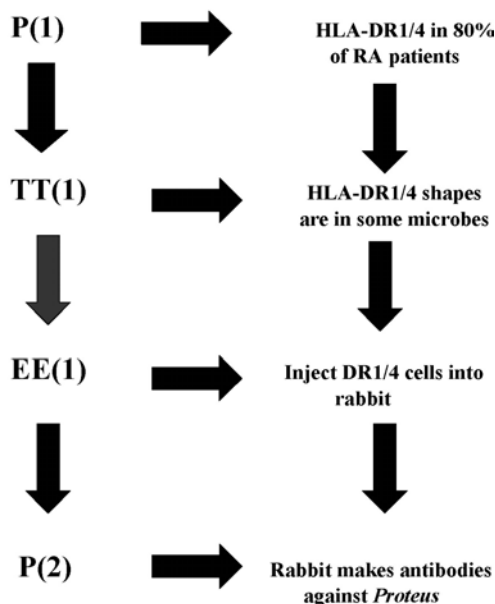 P(1)
HLA-DR1/4 in 80%
of RA patients
TT(1)
HLA-DR1/4 shapes
are in some microbes
EE(1)
Inject DR1/4 cells into
rabbit
P(2)
Rabbit makes antibodies
against Proteus